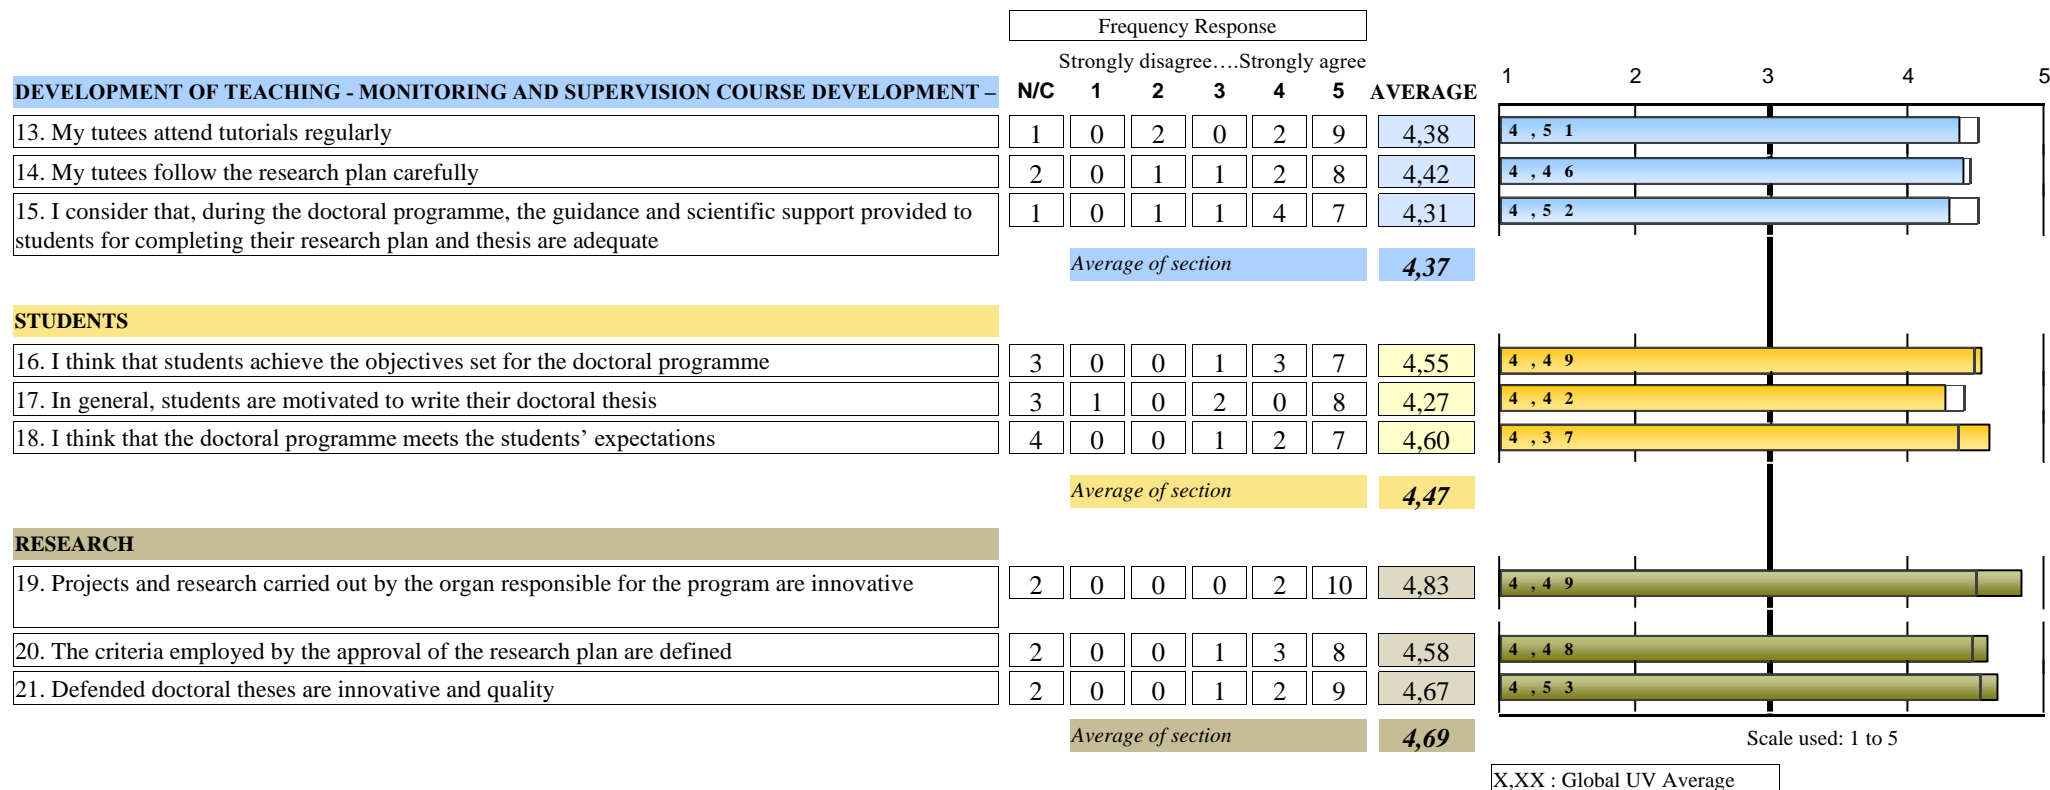 Frequency Response
Strongly disagree….Strongly agree
DEVELOPMENT OF TEACHING - MONITORING AND SUPERVISION COURSE DEVELOPMENT – N/C 1 2 3 4 5 AVERAGE 1 2 3 4 5
13. My tutees attend tutorials regularly 1 0 2 0 2 9 4,38 4,51
14. My tutees follow the research plan carefully 2 0 1 1 2 8 4,42 4,46
15. I consider that, during the doctoral programme, the guidance and scientific support provided to 1 0 1 1 4 7 4,31 4,52
students for completing their research plan and thesis are adequate
Average of section 4,37
STUDENTS
16. I think that students achieve the objectives set for the doctoral programme 3 0 0 1 3 7 4,55 4,49
17. In general, students are motivated to write their doctoral thesis 3 1 0 2 0 8 4,27 4,42
18. I think that the doctoral programme meets the students’ expectations 4 0 0 1 2 7 4,60 4,37
Average of section 4,47
RESEARCH
19. Projects and research carried out by the organ responsible for the program are innovative 2 0 0 0 2 10 4,83 4,49
20. The criteria employed by the approval of the research plan are defined 2 0 0 1 3 8 4,58 4,48
21. Defended doctoral theses are innovative and quality 2 0 0 1 2 9 4,67 4,53
Average of section 4,69
Scale used: 1 to 5
X,XX : Global UV Average